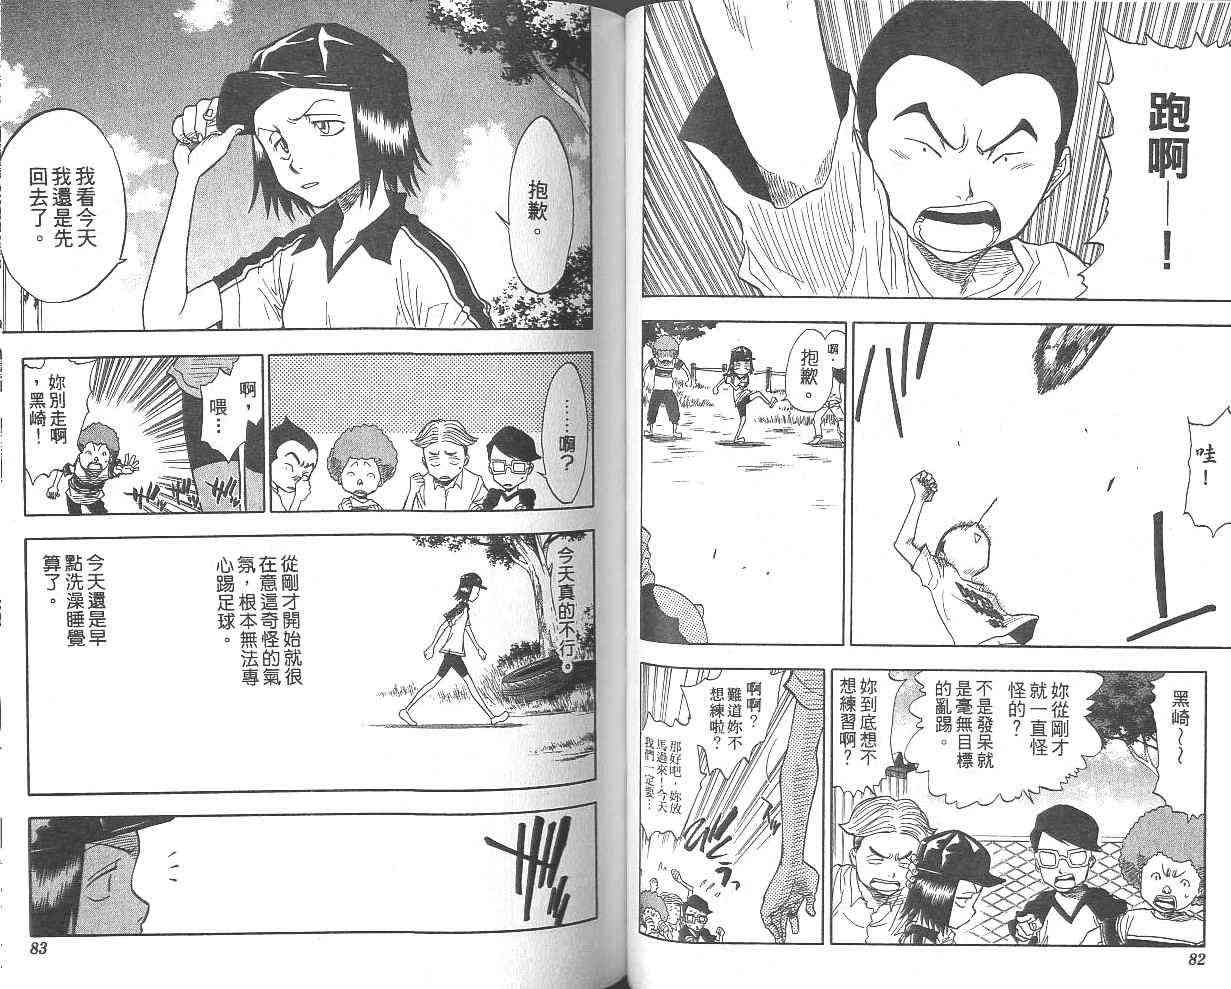 跑啊——！
哇！
啊，
抱歉。
黑崎～～
妳從剛才
就一直怪
怪的？
不是發呆就
是毫無目標
的亂踢。
妳到底想不
想練習啊？
啊啊？
難道妳不
想練啦？
那好吧，妳放
馬過來！今天
我們一定要…
82
抱歉。
我看今天
我還是先
回去了。
……啊？
啊，
喂…
妳別走啊
，黑崎！
今天真的不行。
從剛才開始就很
在意這奇怪的氣
氛，根本無法專
心踢足球。
今天還是早
點洗澡睡覺
算了。
83